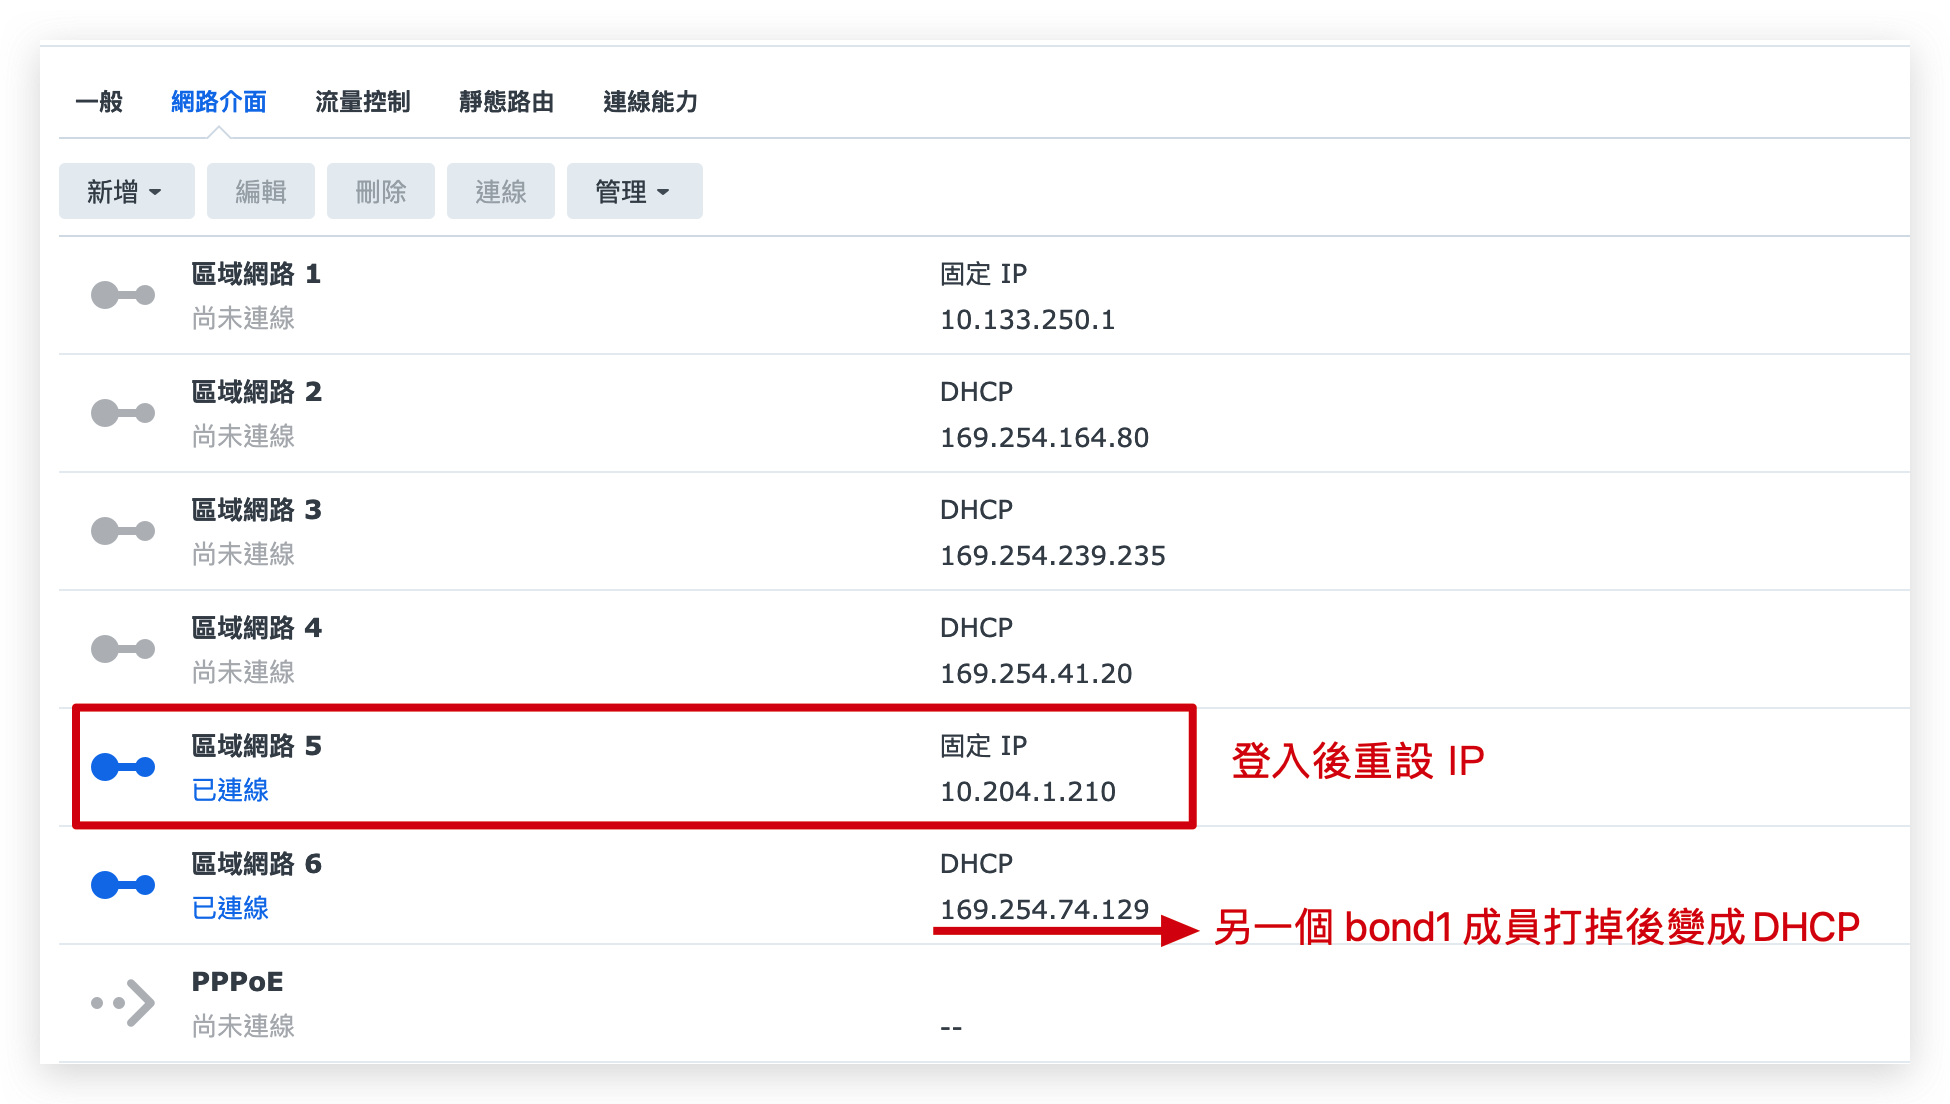 一般 網路介面 流量控制 靜態路由 連線能力
新增 編輯 刪除 連線 管理
區域網路 1 固定 IP
尚未連線 10.133.250.1
區域網路 2 DHCP
尚未連線 169.254.164.80
區域網路 3 DHCP
尚未連線 169.254.239.235
區域網路 4 DHCP
尚未連線 169.254.41.20
區域網路 5 固定 IP
已連線 10.204.1.210
登入後重設 IP
區域網路 6 DHCP
已連線 169.254.74.129
另一個 bond1 成員打掉後變成 DHCP
PPPoE
尚未連線 --